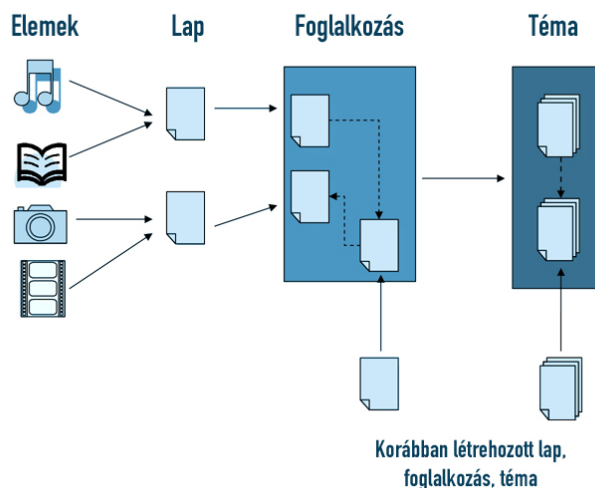 Elemek
Lap
Foglalkozás
Téma
Korábban létrehozott lap,
foglalkozás, téma